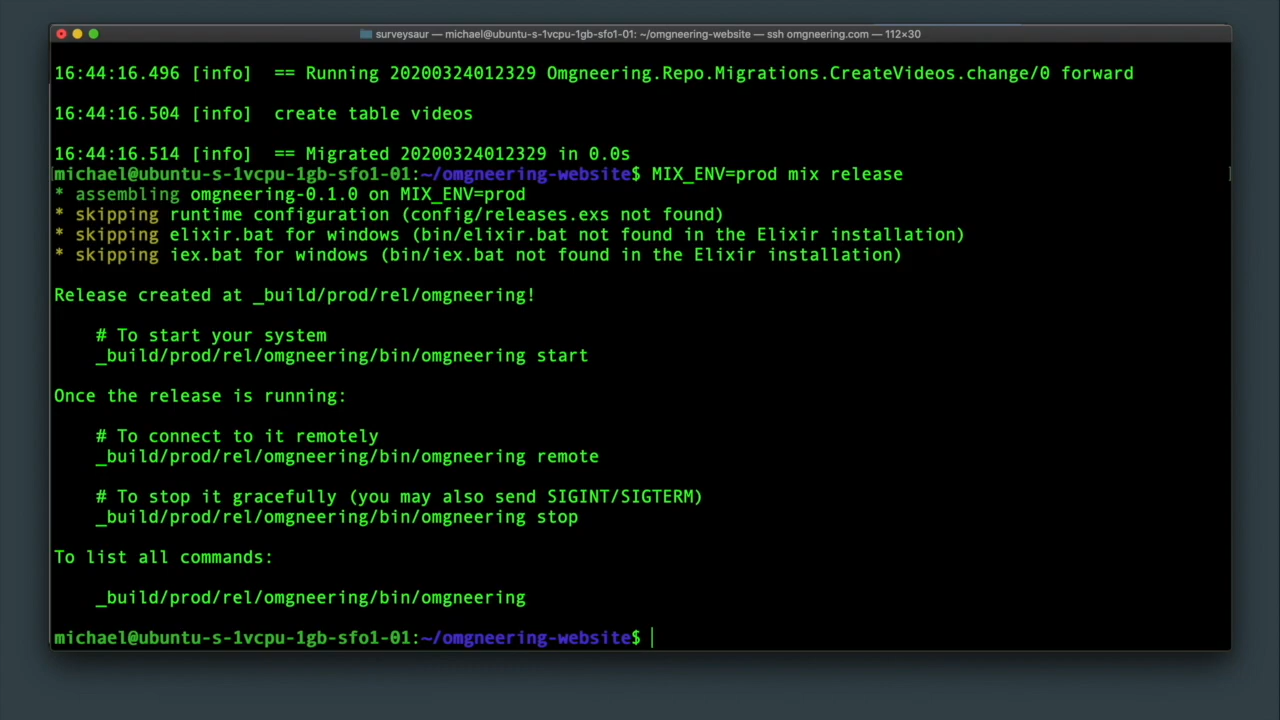 surveysaur — michael@ubuntu-s-1vcpu-1gb-sfo1-01: ~/omgneering-website — ssh omgneering.com — 112×30
16:44:16.496 [info]  == Running 20200324012329 Omgneering.Repo.Migrations.CreateVideos.change/0 forward
16:44:16.504 [info]  create table videos
16:44:16.514 [info]  == Migrated 20200324012329 in 0.0s
michael@ubuntu-s-1vcpu-1gb-sfo1-01:~/omgneering-website$ MIX_ENV=prod mix release
* assembling omgneering-0.1.0 on MIX_ENV=prod
* skipping runtime configuration (config/releases.exs not found)
* skipping elixir.bat for windows (bin/elixir.bat not found in the Elixir installation)
* skipping iex.bat for windows (bin/iex.bat not found in the Elixir installation)
Release created at _build/prod/rel/omgneering!
# To start your system
_build/prod/rel/omgneering/bin/omgneering start
Once the release is running:
# To connect to it remotely
_build/prod/rel/omgneering/bin/omgneering remote
# To stop it gracefully (you may also send SIGINT/SIGTERM)
_build/prod/rel/omgneering/bin/omgneering stop
To list all commands:
_build/prod/rel/omgneering/bin/omgneering
michael@ubuntu-s-1vcpu-1gb-sfo1-01:~/omgneering-website$